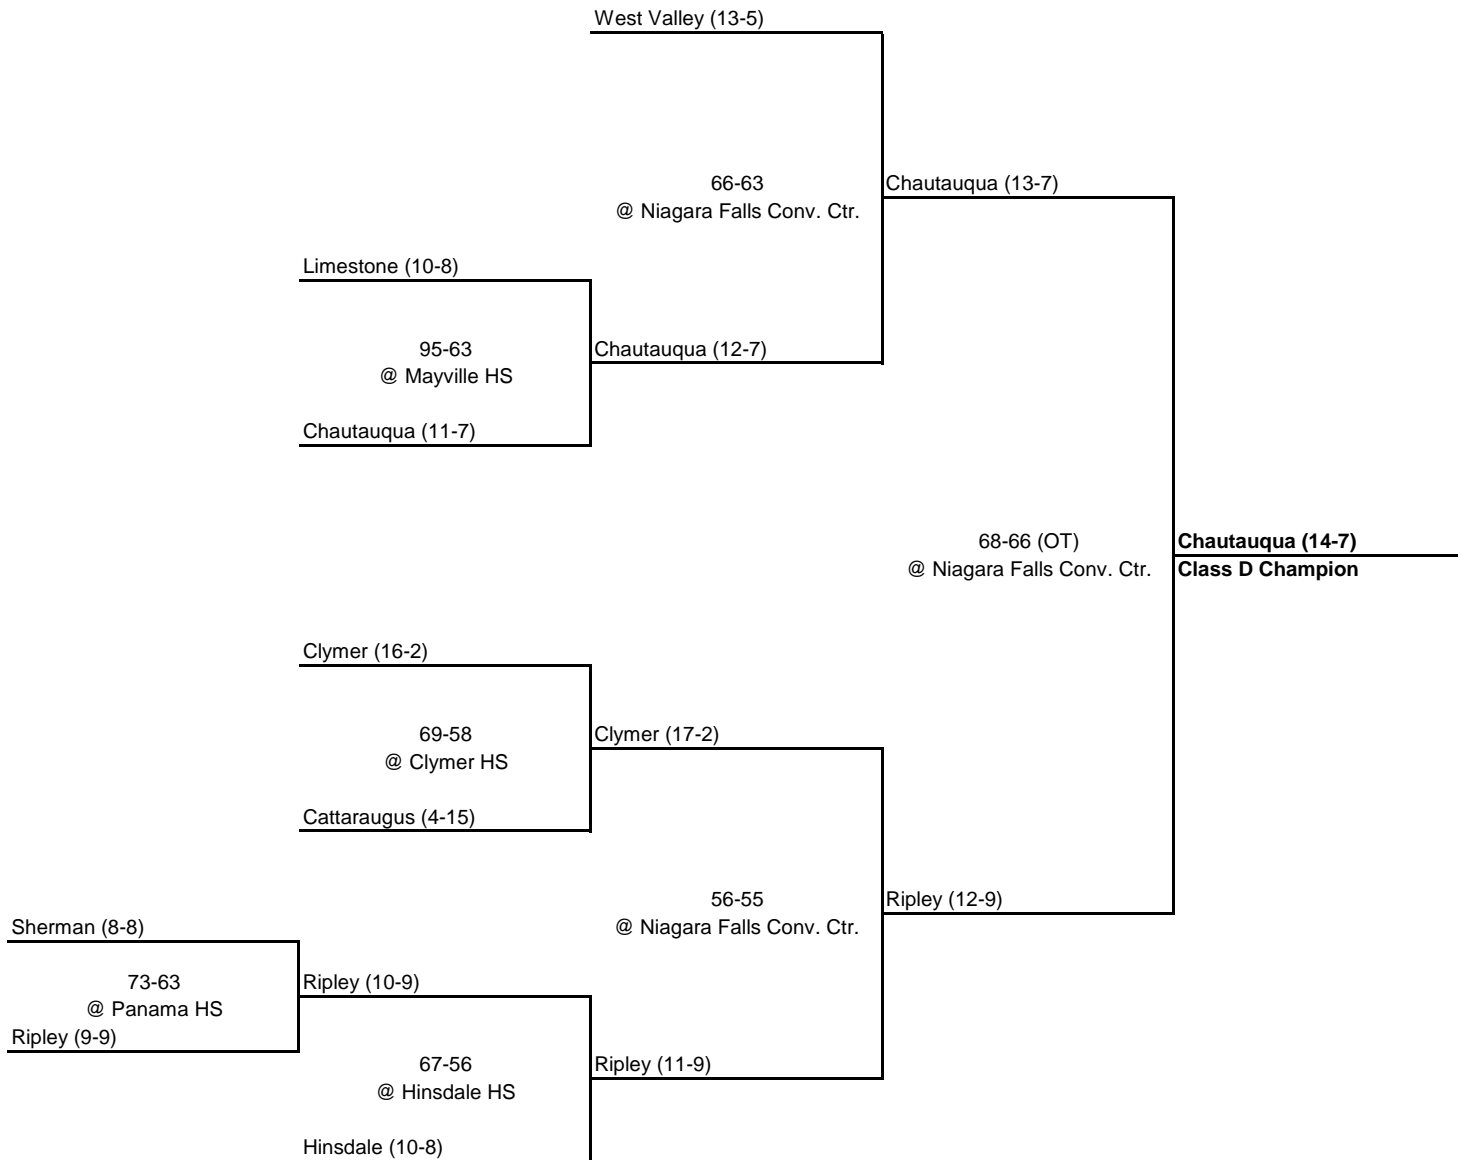 West Valley (13-5)
66-63
@ Niagara Falls Conv. Ctr.
Chautauqua (13-7)
Limestone (10-8)
95-63
@ Mayville HS
Chautauqua (12-7)
Chautauqua (11-7)
68-66 (OT)
@ Niagara Falls Conv. Ctr.
Chautauqua (14-7)
Class D Champion
Clymer (16-2)
69-58
@ Clymer HS
Clymer (17-2)
Cattaraugus (4-15)
56-55
@ Niagara Falls Conv. Ctr.
Ripley (12-9)
Sherman (8-8)
73-63
@ Panama HS
Ripley (10-9)
Ripley (9-9)
67-56
@ Hinsdale HS
Ripley (11-9)
Hinsdale (10-8)